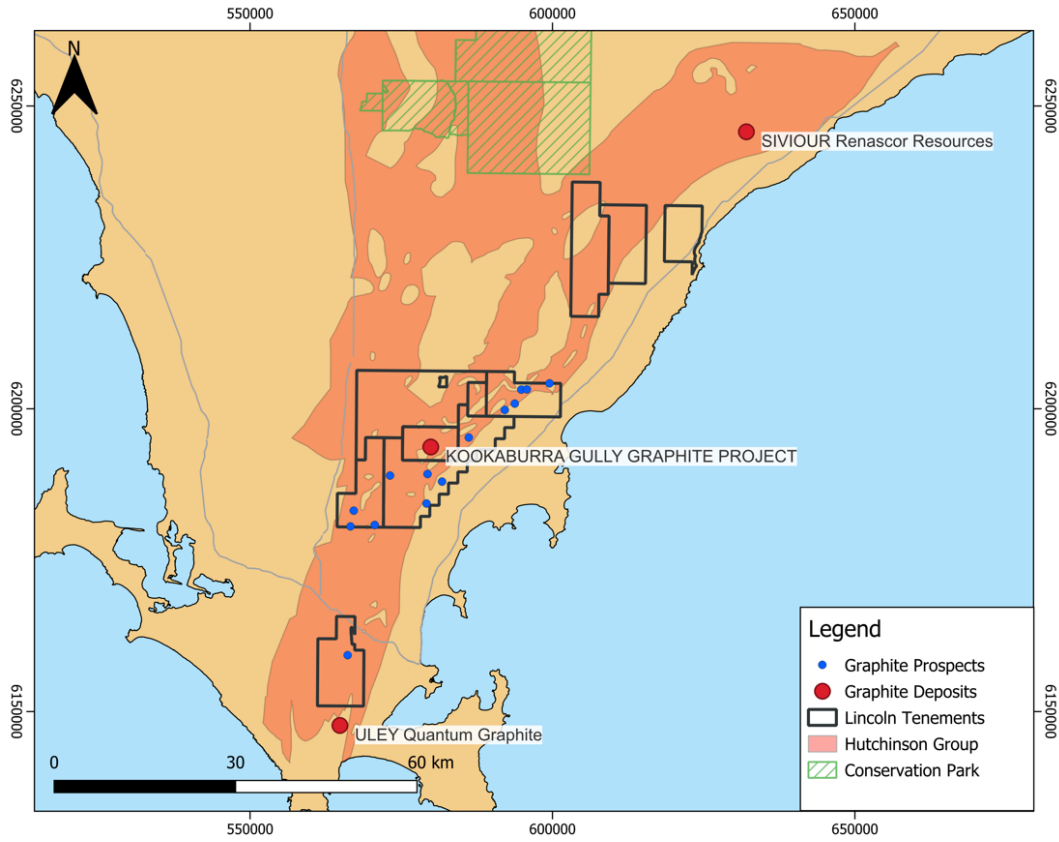 550000 600000 650000
N
6250000
6250000
SIVIOUR Renascor Resources
6200000
6200000
KOOKABURRA GULLY GRAPHITE PROJECT
Legend
Graphite Prospects
Graphite Deposits
Lincoln Tenements
Hutchinson Group
Conservation Park
6150000
6150000
ULEY Quantum Graphite
0 30 60 km
550000 600000 650000